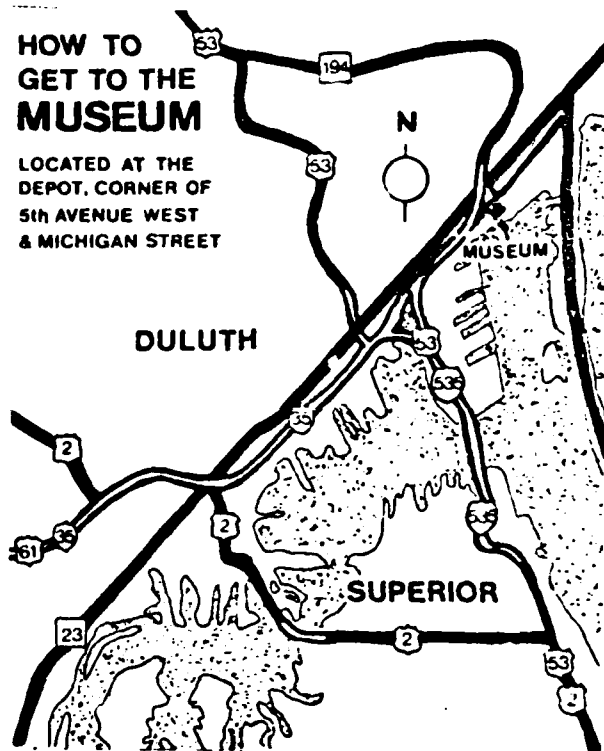 HOW TO
GET TO THE
MUSEUM
LOCATED AT THE
DEPOT, CORNER OF
5th AVENUE WEST
& MICHIGAN STREET
53
194
53
N
MUSEUM
DULUTH
53
535
35
2
35
61
2
535
SUPERIOR
23
2
53
2